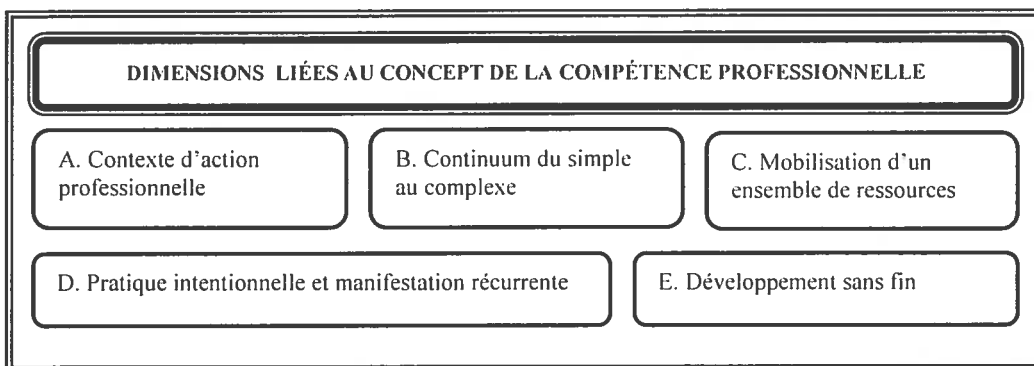 DIMENSIONS LIÉES AU CONCEPT DE LA COMPÉTENCE PROFESSIONNELLE
A. Contexte d'action
professionnelle
B. Continuum du simple
au complexe
C. Mobilisation d'un
ensemble de ressources
D. Pratique intentionnelle et manifestation récurrente
E. Développement sans fin